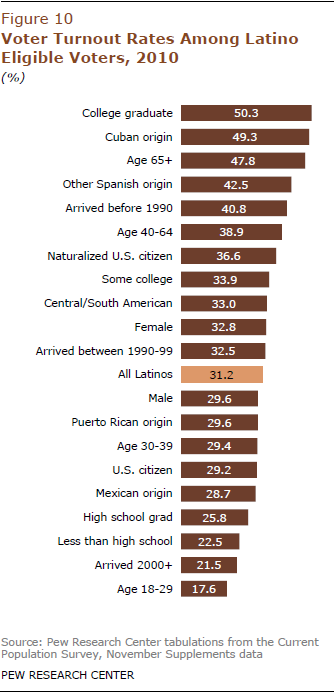 Figure 10
Voter Turnout Rates Among Latino
Eligible Voters, 2010
(%)
College graduate 50.3
Cuban origin 49.3
Age 65+ 47.8
Other Spanish origin 42.5
Arrived before 1990 40.8
Age 40-64 38.9
Naturalized U.S. citizen 36.6
Some college 33.9
Central/South American 33.0
Female 32.8
Arrived between 1990-99 32.5
All Latinos 31.2
Male 29.6
Puerto Rican origin 29.6
Age 30-39 29.4
U.S. citizen 29.2
Mexican origin 28.7
High school grad 25.8
Less than high school 22.5
Arrived 2000+ 21.5
Age 18-29 17.6
Source: Pew Research Center tabulations from the Current
Population Survey, November Supplements data
PEW RESEARCH CENTER